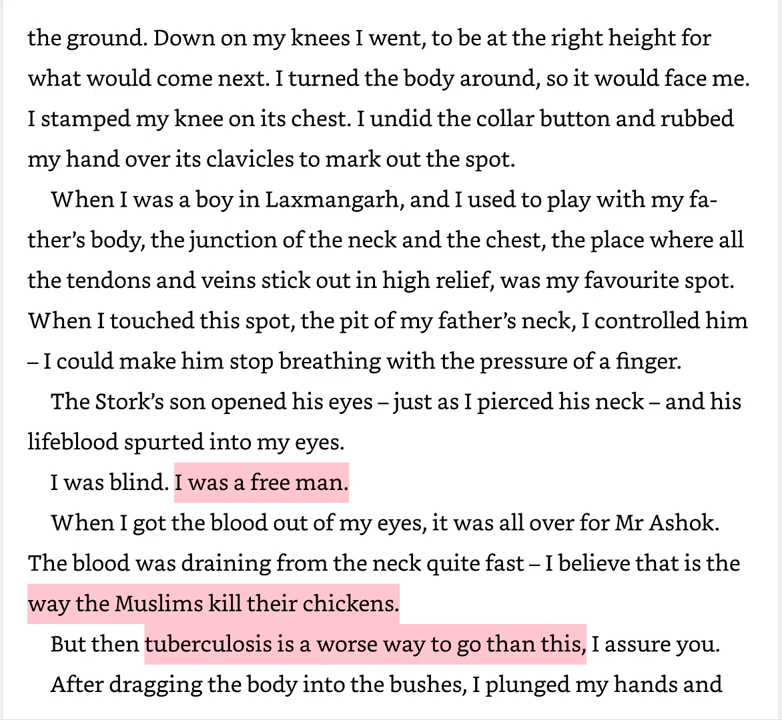 the ground. Down on my knees I went, to be at the right height for
what would come next. I turned the body around, so it would face me.
I stamped my knee on its chest. I undid the collar button and rubbed
my hand over its clavicles to mark out the spot.
When I was a boy in Laxmangarh, and I used to play with my fa-
ther’s body, the junction of the neck and the chest, the place where all
the tendons and veins stick out in high relief, was my favourite spot.
When I touched this spot, the pit of my father’s neck, I controlled him
– I could make him stop breathing with the pressure of a finger.
The Stork’s son opened his eyes – just as I pierced his neck – and his
lifeblood spurted into my eyes.
I was blind. I was a free man.
When I got the blood out of my eyes, it was all over for Mr Ashok.
The blood was draining from the neck quite fast – I believe that is the
way the Muslims kill their chickens.
But then tuberculosis is a worse way to go than this, I assure you.
After dragging the body into the bushes, I plunged my hands and